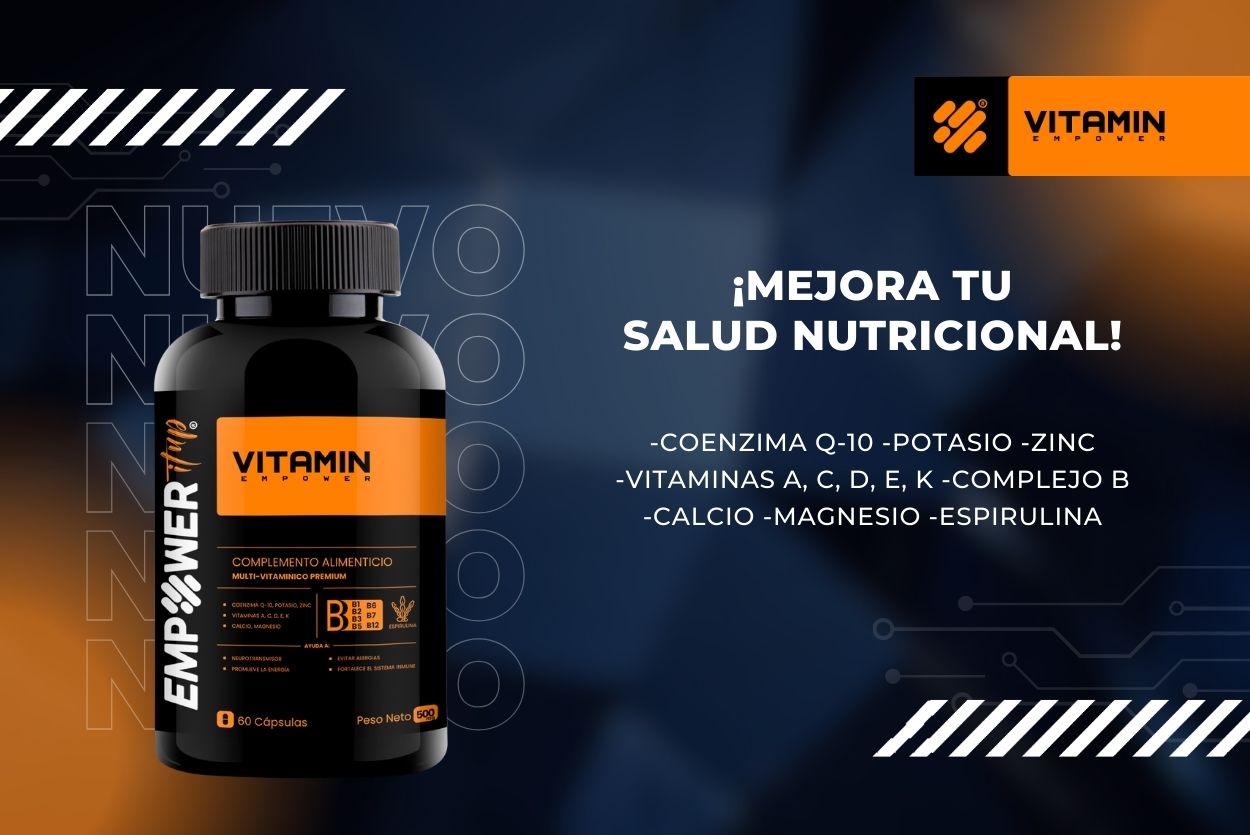 VITAMIN
EMPOWER
NUEVO
NUEVO
NUEVO
NUEVO
NUEVO
¡MEJORA TU
SALUD NUTRICIONAL!
-COENZIMA Q-10 -POTASIO -ZINC
-VITAMINAS A, C, D, E, K -COMPLEJO B
-CALCIO -MAGNESIO -ESPIRULINA
EMPOWER
VITAMIN
EMPOWER
COMPLEMENTO ALIMENTICIO
MULTI-VITAMINICO PREMIUM
COENZIMA Q-10, POTASIO, ZINC
VITAMINAS A, C, D, E, K
CALCIO, MAGNESIO
B
B1 B6
B2
B3 B7
B5 B12
ESPIRULINA
AYUDA A:
NEUROTRANSMISOR
PROMUEVE LA ENERGÍA
EVITAR ALERGIAS
FORTALECE EL SISTEMA INMUNE
60 Cápsulas
Peso Neto 500